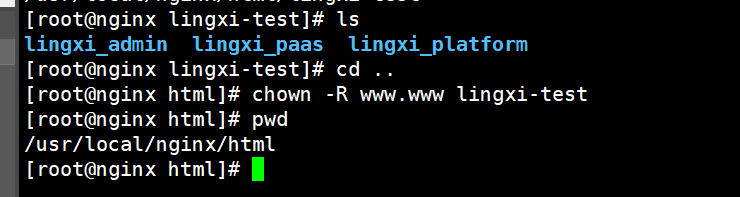 [root@nginx lingxi-test]# ls
lingxi_admin  lingxi_paas  lingxi_platform
[root@nginx lingxi-test]# cd ..
[root@nginx html]# chown -R www.www lingxi-test
[root@nginx html]# pwd
/usr/local/nginx/html
[root@nginx html]#